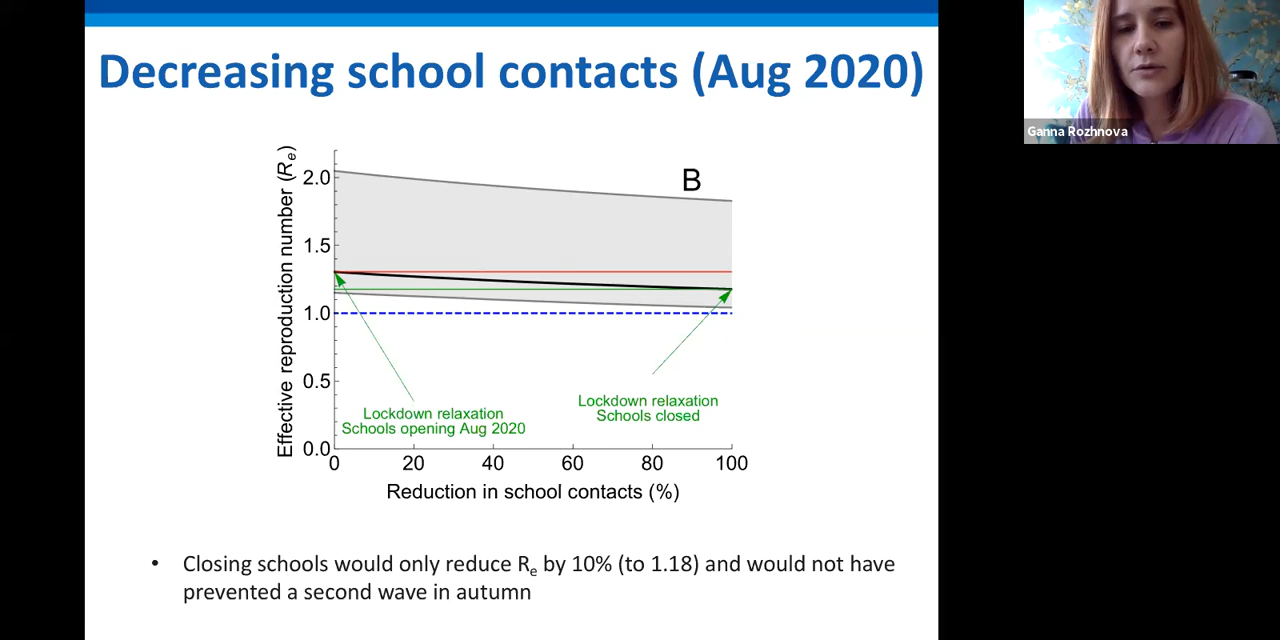 Decreasing school contacts (Aug 2020)
Ganna Rozhnova
B
Effective reproduction number (Re)
2.0
1.5
1.0
0.5
0.0
Lockdown relaxation
Schools opening Aug 2020
Lockdown relaxation
Schools closed
0 20 40 60 80 100
Reduction in school contacts (%)
• Closing schools would only reduce Re by 10% (to 1.18) and would not have
prevented a second wave in autumn